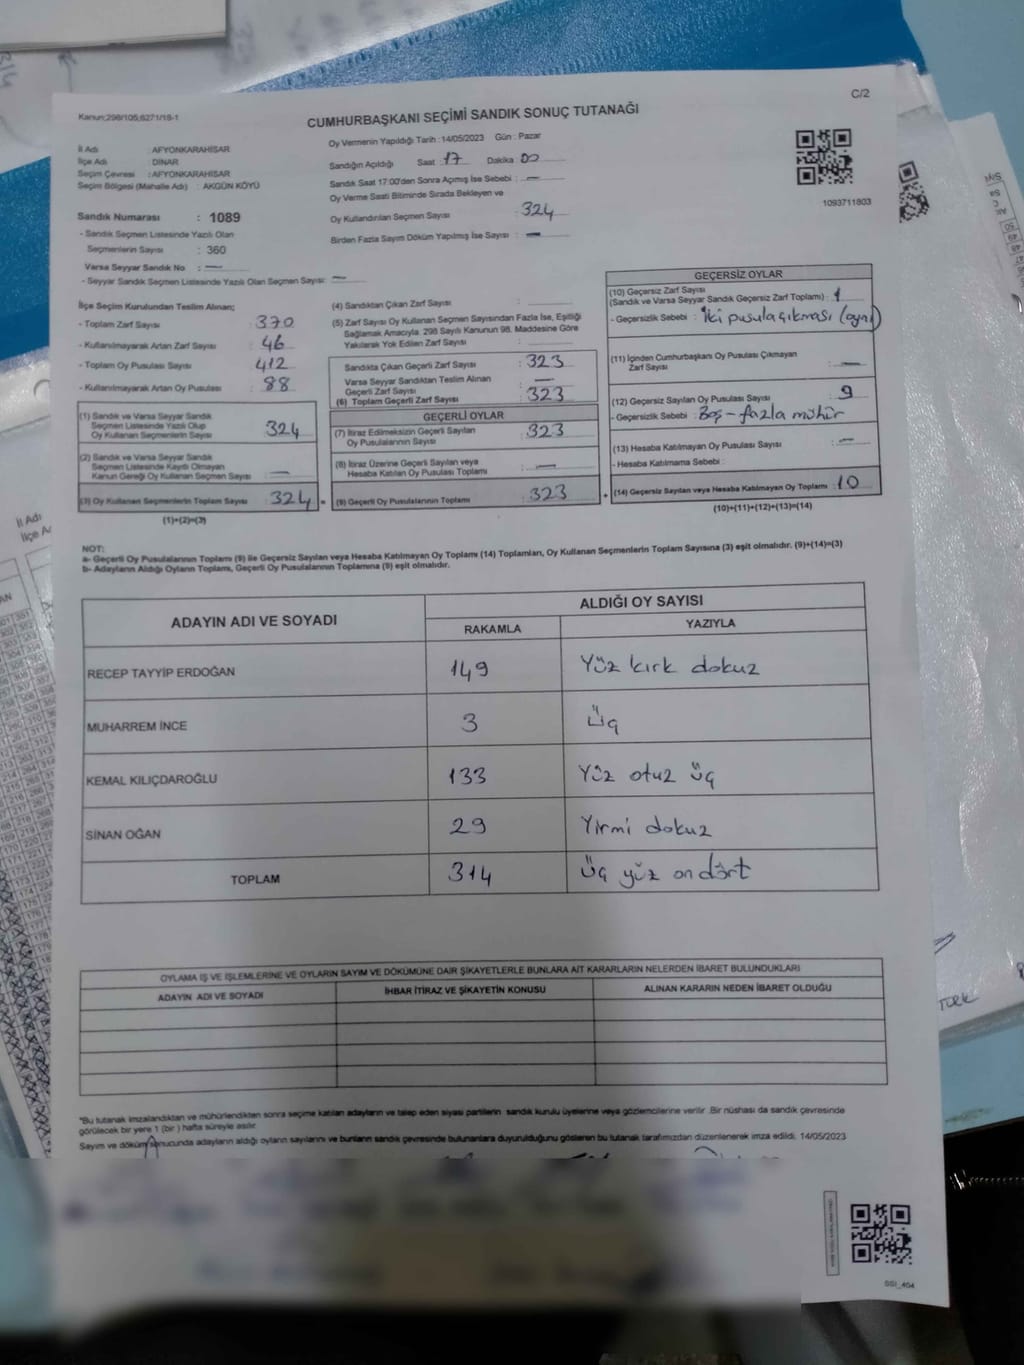 C/2
Kanun;298/105;6271/18-1
CUMHURBAŞKANI SEÇİMİ SANDIK SONUÇ TUTANAĞI
İl Adı : AFYONKARAHİSAR
İlçe Adı : DİNAR
Seçim Çevresi : AFYONKARAHİSAR
Seçim Bölgesi (Mahalle Adı) : AKGÜN KÖYÜ
Sandık Numarası : 1089
- Sandık Seçmen Listesinde Yazılı Olan
Seçmenlerin Sayısı : 360
Varsa Seyyar Sandık No : —
- Seyyar Sandık Seçmen Listesinde Yazılı Olan Seçmen Sayısı: —
Oy Vermenin Yapıldığı Tarih : 14/05/2023 Gün : Pazar
Sandığın Açıldığı Saat : 17 Dakika : 00
Sandık Saat 17:00'den Sonra Açımış İse Sebebi : —
Oy Verme Saati Bitiminde Sırada Bekleyen ve
Oy Kullandırılan Seçmen Sayısı : 324
Birden Fazla Sayım Döküm Yapılmış İse Sayısı : —
1093711803
İlçe Seçim Kurulundan Teslim Alınan;
- Toplam Zarf Sayısı : 370
- Kullanılmayarak Artan Zarf Sayısı : 46
- Toplam Oy Pusulası Sayısı : 412
- Kullanılmayarak Artan Oy Pusulası : 88
(1) Sandık ve Varsa Seyyar Sandık
Seçmen Listesinde Yazılı Olup
Oy Kullanan Seçmenlerin Sayısı : 324
(2) Sandık ve Varsa Seyyar Sandık
Seçmen Listesinde Kayıtlı Olmayan
Kanun Gereği Oy Kullanan Seçmen Sayısı : —
(3) Oy Kullanan Seçmenlerin Toplam Sayısı : 324 =
(1)+(2)=(3)
(4) Sandıktan Çıkan Zarf Sayısı :
(5) Zarf Sayısı Oy Kullanan Seçmen Sayısından Fazla İse, Eşitliği
Sağlamak Amacıyla, 298 Sayılı Kanunun 98. Maddesine Göre
Yakılarak Yok Edilen Zarf Sayısı :
Sandıkta Çıkan Geçerli Zarf Sayısı : 323
Varsa Seyyar Sandıktan Teslim Alınan
Geçerli Zarf Sayısı : —
(6) Toplam Geçerli Zarf Sayısı : 323
GEÇERLİ OYLAR
(7) İtiraz Edilmeksizin Geçerli Sayılan
Oy Pusulalarının Sayısı : 323
(8) İtiraz Üzerine Geçerli Sayılan veya
Hesaba Katılan Oy Pusulası Toplamı : —
(9) Geçerli Oy Pusulalarının Toplamı : 323 +
GEÇERSİZ OYLAR
(10) Geçersiz Zarf Sayısı
(Sandık ve Varsa Seyyar Sandık Geçersiz Zarf Toplamı) : 1
- Geçersizlik Sebebi : İki pusula çıkması (aynı)
(11) İçinden Cumhurbaşkanı Oy Pusulası Çıkmayan
Zarf Sayısı : —
(12) Geçersiz Sayılan Oy Pusulası Sayısı : 9
- Geçersizlik Sebebi : Boş-fazla mühür
(13) Hesaba Katılmayan Oy Pusulası Sayısı : —
- Hesaba Katılmama Sebebi :
(14) Geçersiz Sayılan veya Hesaba Katılmayan Oy Toplamı : 10
(10)+(11)+(12)+(13)=(14)
NOT:
a- Geçerli Oy Pusulalarının Toplamı (9) ile Geçersiz Sayılan veya Hesaba Katılmayan Oy Toplamı (14) Toplamları, Oy Kullanan Seçmenlerin Toplam Sayısına (3) eşit olmalıdır. (9)+(14)=(3)
b- Adayların Aldığı Oyların Toplamı, Geçerli Oy Pusulalarının Toplamına (9) eşit olmalıdır.
ADAYIN ADI VE SOYADI
ALDIĞI OY SAYISI
RAKAMLA YAZIYLA
RECEP TAYYİP ERDOĞAN 149 Yüz kırk dokuz
MUHARREM İNCE 3 Üç
KEMAL KILIÇDAROĞLU 133 Yüz otuz üç
SİNAN OĞAN 29 Yirmi dokuz
TOPLAM 314 Üç yüz on dört
OYLAMA İŞ VE İŞLEMLERİNE VE OYLARIN SAYIM VE DÖKÜMÜNE DAİR ŞİKAYETLERLE BUNLARA AİT KARARLARIN NELERDEN İBARET BULUNDUKLARI
ADAYIN ADI VE SOYADI İHBAR İTİRAZ VE ŞİKAYETİN KONUSU ALINAN KARARIN NEDEN İBARET OLDUĞU
*Bu tutanak imzalandıktan ve mühürlendikten sonra seçime katılan adayların ve talep eden siyasi partilerin sandık kurulu üyelerine veya gözlemcilerine verilir .Bir nüshası da sandık çevresinde
görülecek bir yere 1 (bir ) hafta süreyle asılır.
Sayım ve döküm sonucunda adayların aldığı oyların sayılarını ve bunların sandık çevresinde bulunanlara duyurulduğunu gösteren bu tutanak tarafımızdan düzenlenerek imza edildi. 14/05/2023
SSI_404